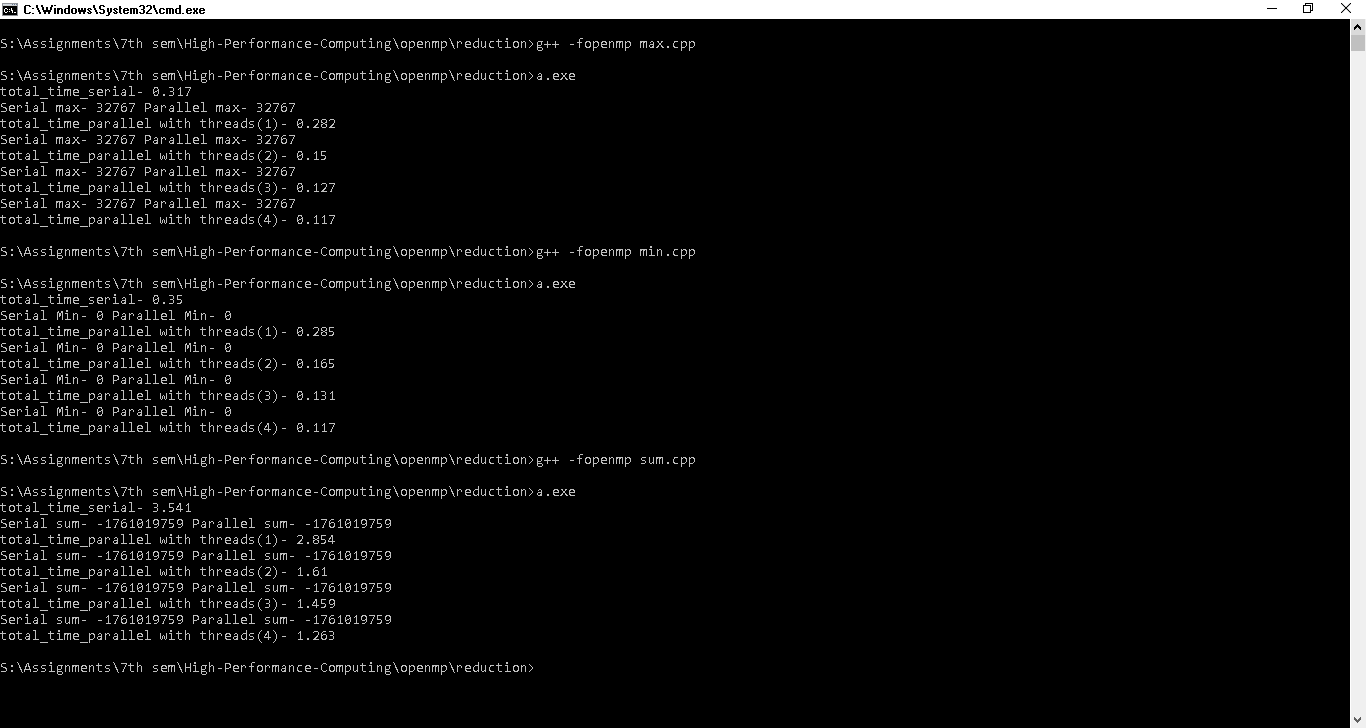 C:\Windows\System32\cmd.exe
S:\Assignments\7th sem\High-Performance-Computing\openmp\reduction>g++ -fopenmp max.cpp
S:\Assignments\7th sem\High-Performance-Computing\openmp\reduction>a.exe
total_time_serial- 0.317
Serial max- 32767 Parallel max- 32767
total_time_parallel with threads(1)- 0.282
Serial max- 32767 Parallel max- 32767
total_time_parallel with threads(2)- 0.15
Serial max- 32767 Parallel max- 32767
total_time_parallel with threads(3)- 0.127
Serial max- 32767 Parallel max- 32767
total_time_parallel with threads(4)- 0.117
S:\Assignments\7th sem\High-Performance-Computing\openmp\reduction>g++ -fopenmp min.cpp
S:\Assignments\7th sem\High-Performance-Computing\openmp\reduction>a.exe
total_time_serial- 0.35
Serial Min- 0 Parallel Min- 0
total_time_parallel with threads(1)- 0.285
Serial Min- 0 Parallel Min- 0
total_time_parallel with threads(2)- 0.165
Serial Min- 0 Parallel Min- 0
total_time_parallel with threads(3)- 0.131
Serial Min- 0 Parallel Min- 0
total_time_parallel with threads(4)- 0.117
S:\Assignments\7th sem\High-Performance-Computing\openmp\reduction>g++ -fopenmp sum.cpp
S:\Assignments\7th sem\High-Performance-Computing\openmp\reduction>a.exe
total_time_serial- 3.541
Serial sum- -1761019759 Parallel sum- -1761019759
total_time_parallel with threads(1)- 2.854
Serial sum- -1761019759 Parallel sum- -1761019759
total_time_parallel with threads(2)- 1.61
Serial sum- -1761019759 Parallel sum- -1761019759
total_time_parallel with threads(3)- 1.459
Serial sum- -1761019759 Parallel sum- -1761019759
total_time_parallel with threads(4)- 1.263
S:\Assignments\7th sem\High-Performance-Computing\openmp\reduction>